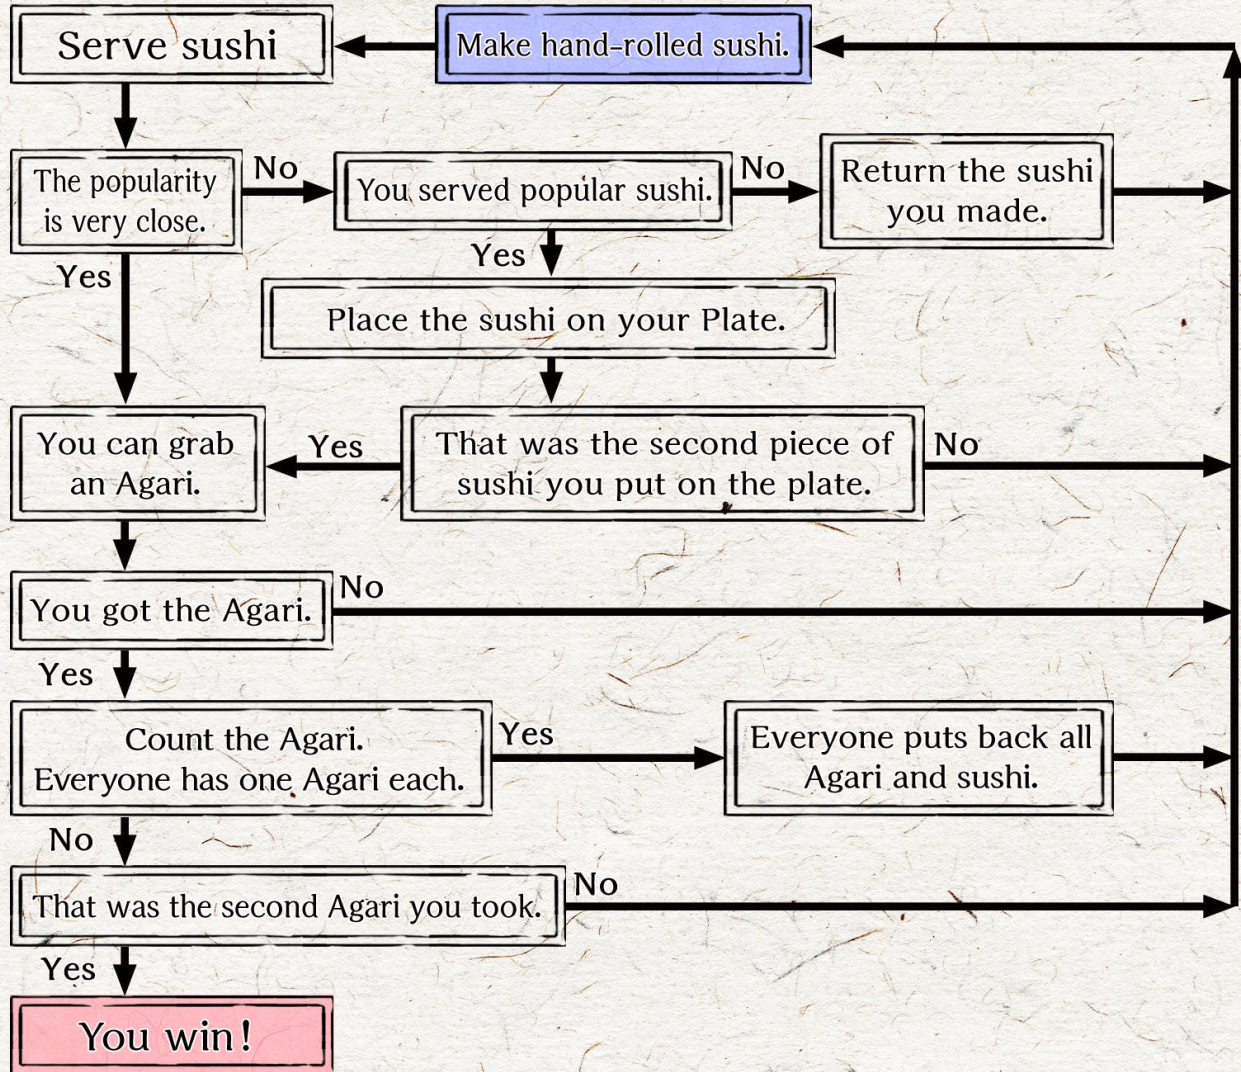 Serve sushi
Make hand-rolled sushi.
The popularity
is very close.
No
You served popular sushi.
No
Return the sushi
you made.
Yes
Yes
Place the sushi on your Plate.
You can grab
an Agari.
Yes
That was the second piece of
sushi you put on the plate.
No
You got the Agari.
No
Yes
Count the Agari.
Everyone has one Agari each.
Yes
Everyone puts back all
Agari and sushi.
No
That was the second Agari you took.
No
Yes
You win!